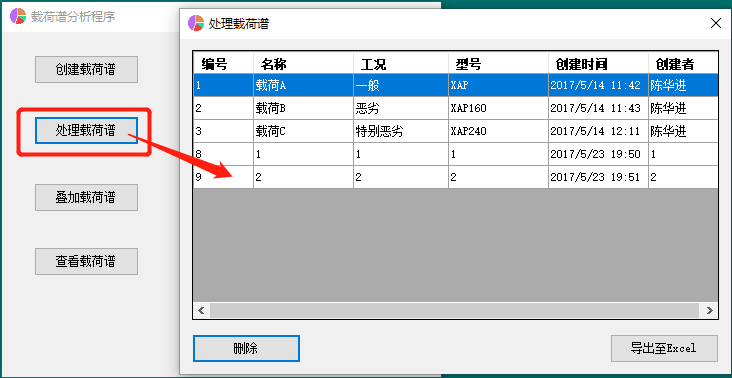 载荷谱分析程序
创建载荷谱
处理载荷谱
叠加载荷谱
查看载荷谱
处理载荷谱
编号 名称 工况 型号 创建时间 创建者
1 载荷A 一般 XAP 2017/5/14 11:42 陈华进
2 载荷B 恶劣 XAP160 2017/5/14 11:43 陈华进
3 载荷C 特别恶劣 XAP240 2017/5/14 12:11 陈华进
8 1 1 1 2017/5/23 19:50 1
9 2 2 2 2017/5/23 19:51 2
删除 导出至Excel